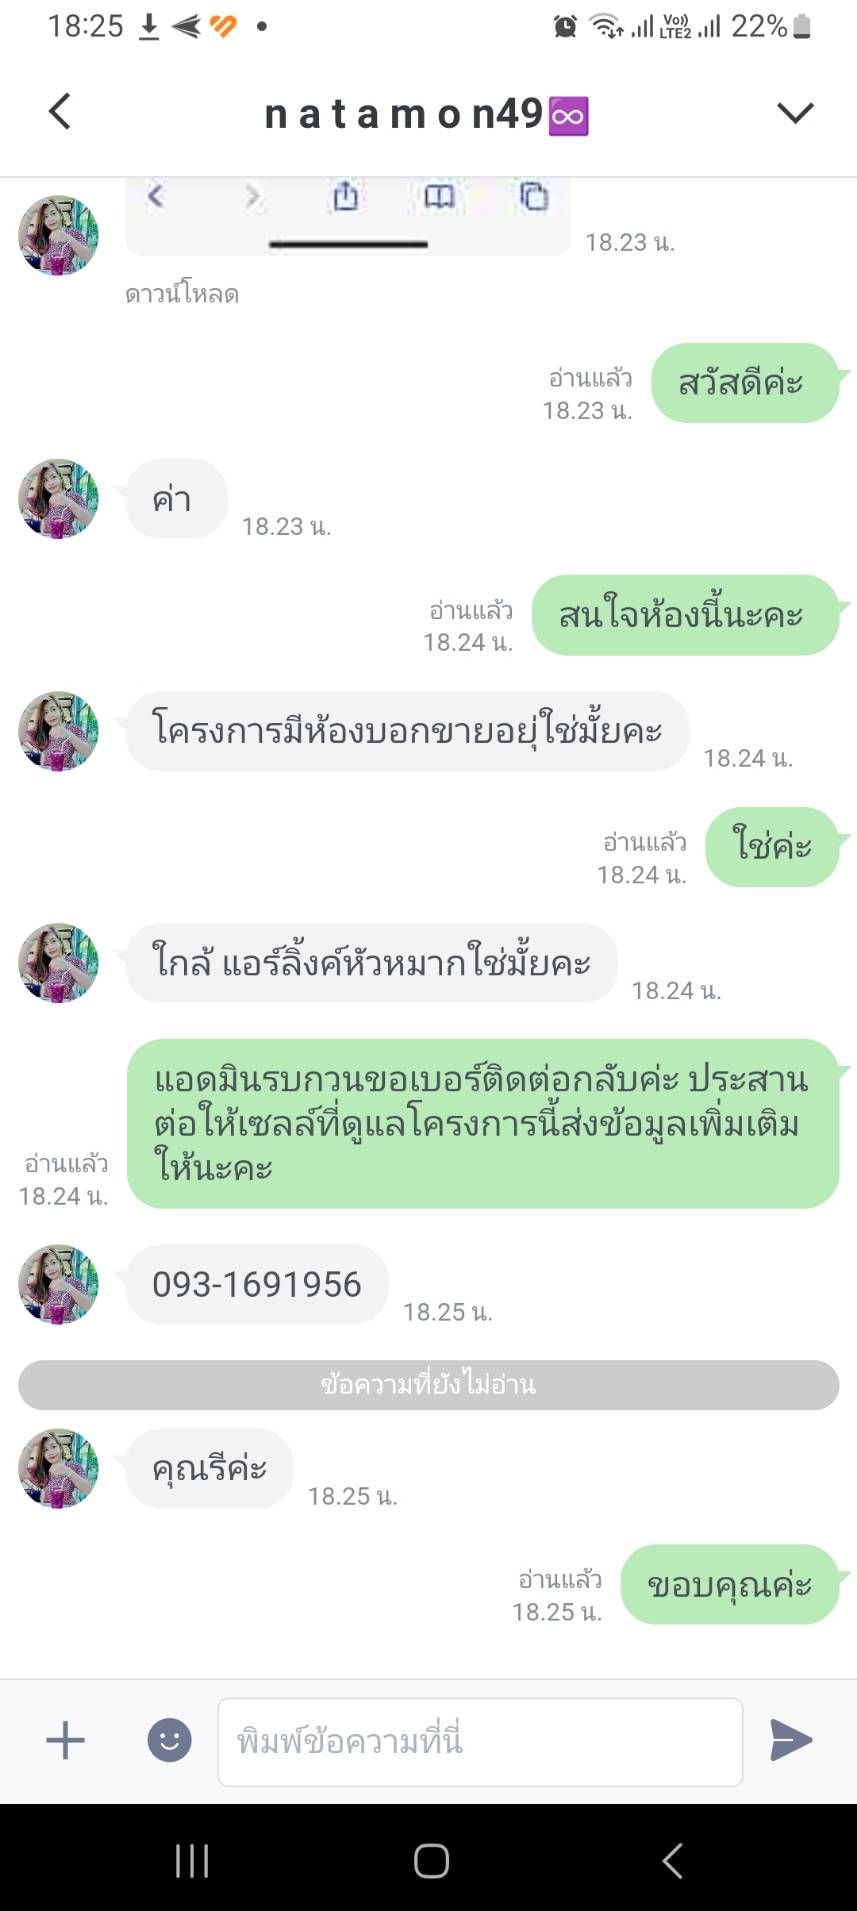 18:25
Vo)) LTE2
22%
n a t a m o n49♾️
18.23 น.
ดาวน์โหลด
สวัสดีค่ะ
อ่านแล้ว
18.23 น.
ค่า
18.23 น.
สนใจห้องนี้นะคะ
อ่านแล้ว
18.24 น.
โครงการมีห้องบอกขายอยุ่ใช่มั้ยคะ
18.24 น.
ใช่ค่ะ
อ่านแล้ว
18.24 น.
ใกล้ แอร์ลิ้งค์หัวหมากใช่มั้ยคะ
18.24 น.
แอดมินรบกวนขอเบอร์ติดต่อกลับค่ะ ประสาน
ต่อให้เซลล์ที่ดูแลโครงการนี้ส่งข้อมูลเพิ่มเติม
ให้นะคะ
อ่านแล้ว
18.24 น.
093-1691956
18.25 น.
ข้อความที่ยังไม่อ่าน
คุณรีค่ะ
18.25 น.
ขอบคุณค่ะ
อ่านแล้ว
18.25 น.
พิมพ์ข้อความที่นี่